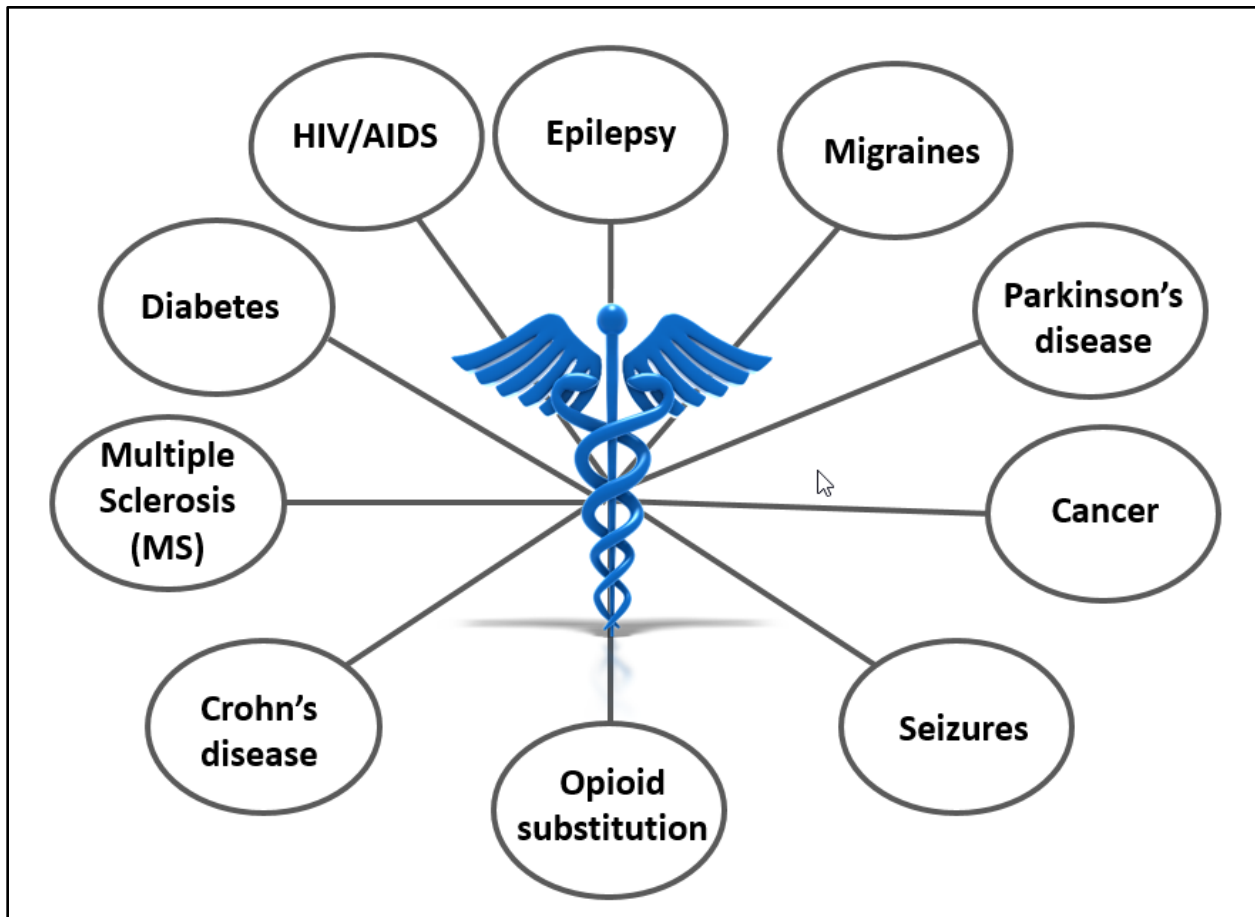 HIV/AIDS
Epilepsy
Migraines
Diabetes
Parkinson’s
disease
Multiple
Sclerosis
(MS)
Cancer
Crohn’s
disease
Seizures
Opioid
substitution